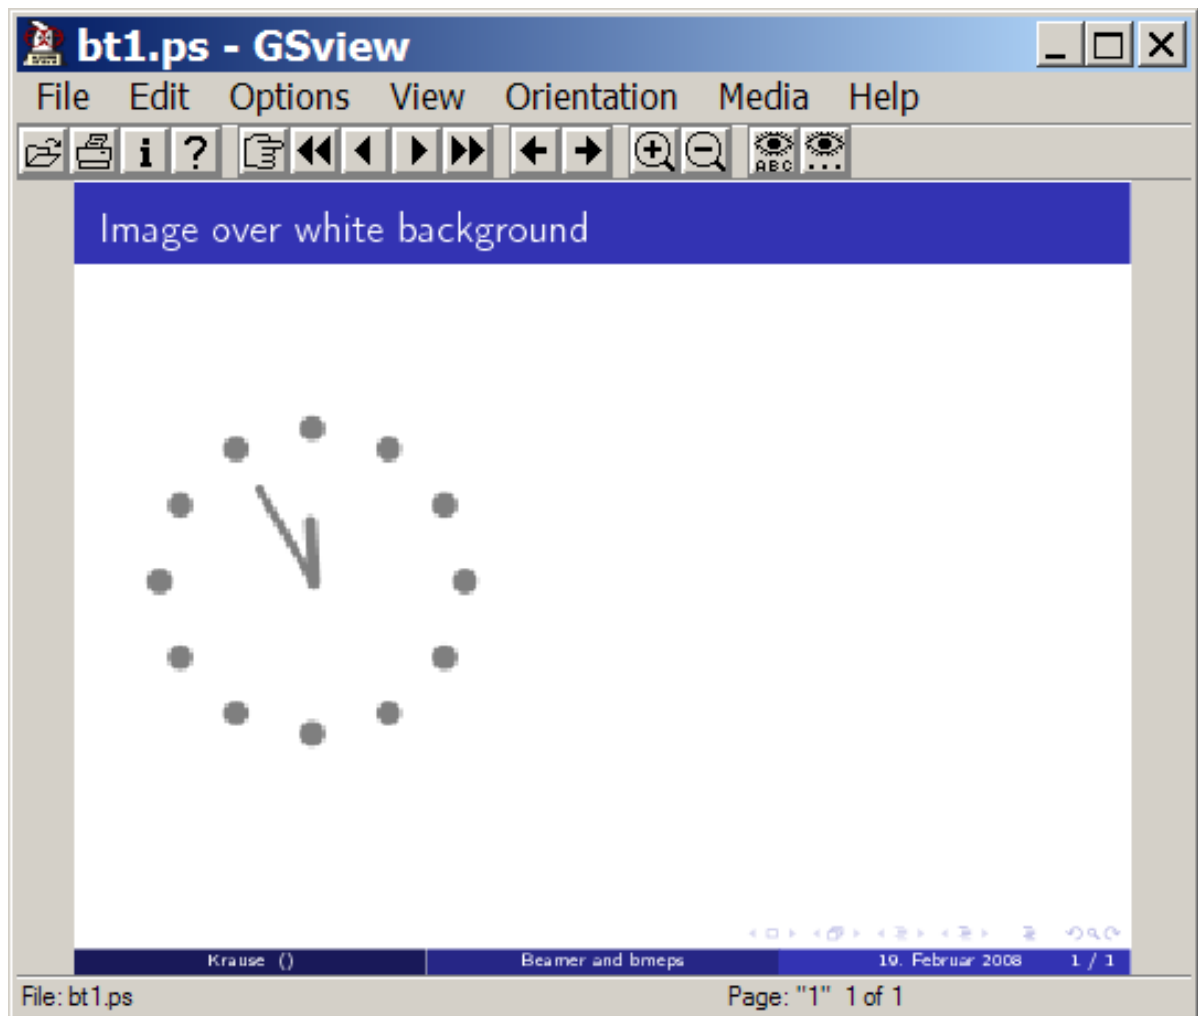 bt1.ps - GSview
File Edit Options View Orientation Media Help
i ? ABC
Image over white background
Krause () Beamer and bmeps 19. Februar 2008 1 / 1
File: bt1.ps Page: "1" 1 of 1